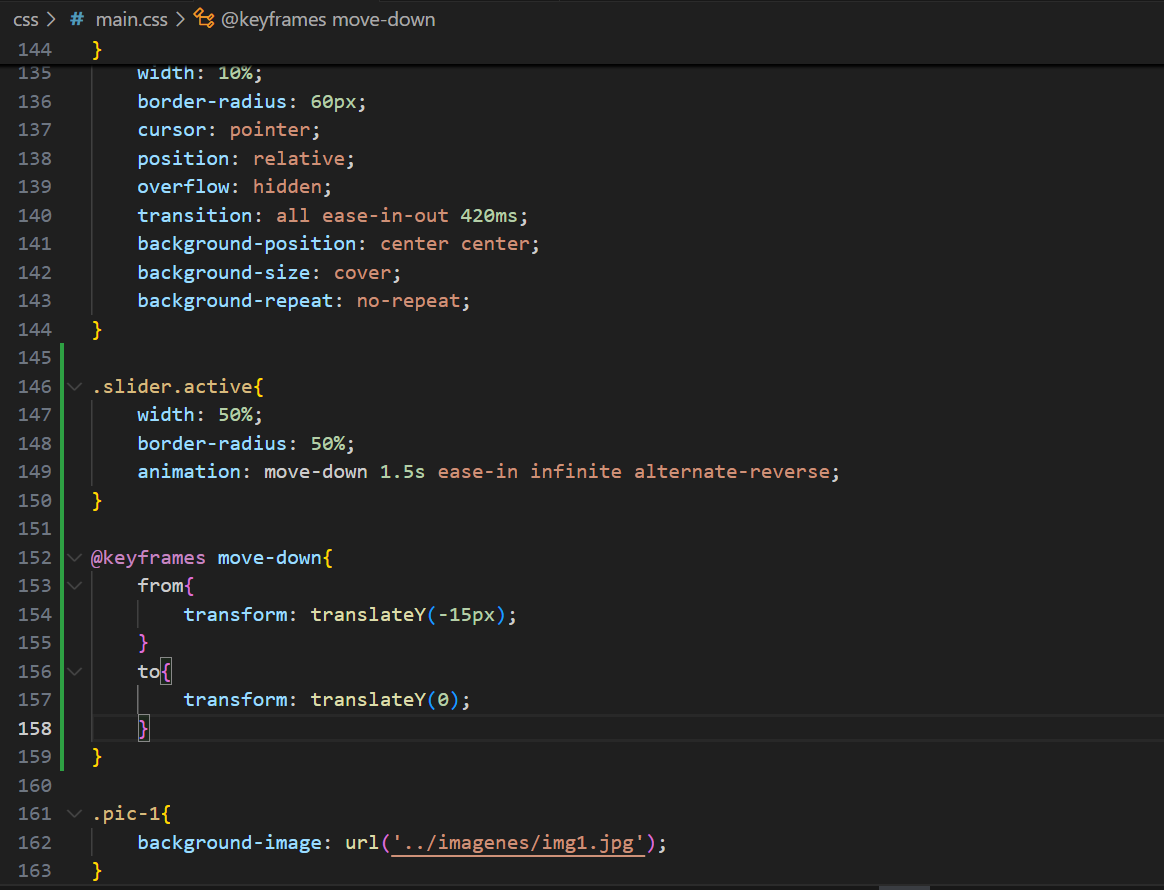 css > # main.css > @keyframes move-down
144 }
135 width: 10%;
136 border-radius: 60px;
137 cursor: pointer;
138 position: relative;
139 overflow: hidden;
140 transition: all ease-in-out 420ms;
141 background-position: center center;
142 background-size: cover;
143 background-repeat: no-repeat;
144 }
145
146 .slider.active{
147 width: 50%;
148 border-radius: 50%;
149 animation: move-down 1.5s ease-in infinite alternate-reverse;
150 }
151
152 @keyframes move-down{
153 from{
154 transform: translateY(-15px);
155 }
156 to{
157 transform: translateY(0);
158 }
159 }
160
161 .pic-1{
162 background-image: url('../imagenes/img1.jpg');
163 }